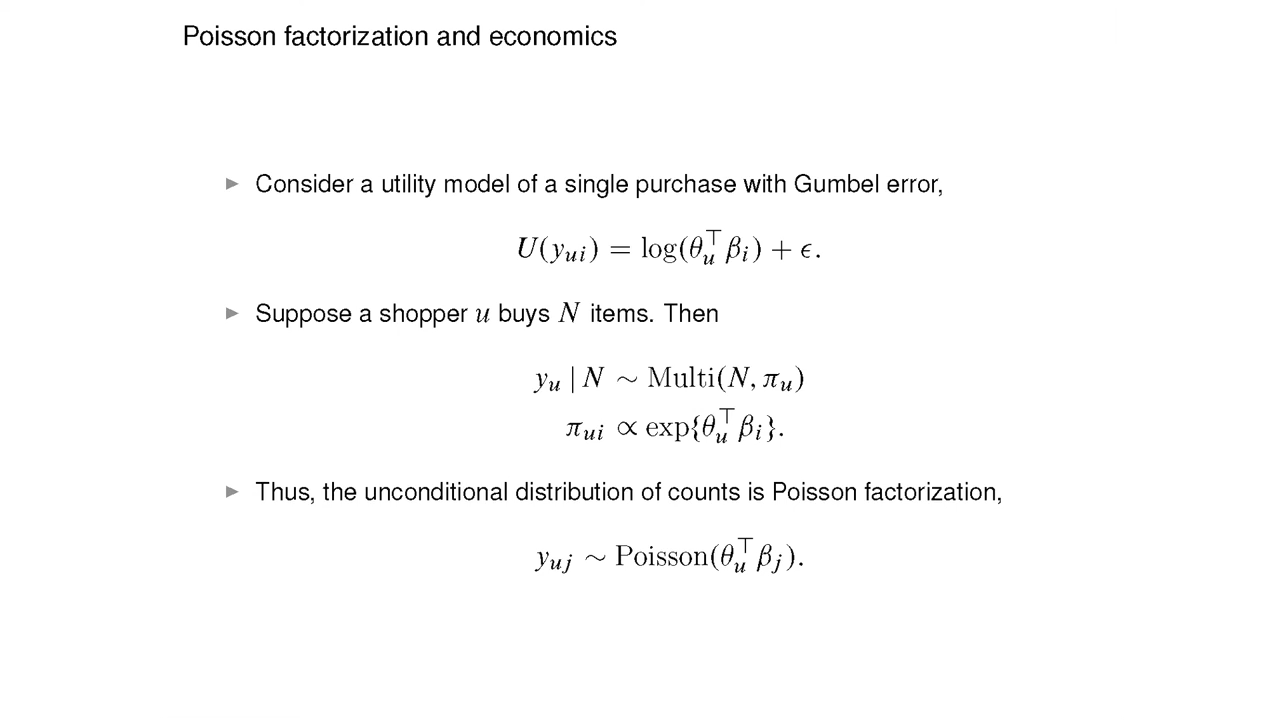 Poisson factorization and economics
▶ Consider a utility model of a single purchase with Gumbel error,
U(y_{ui}) = log(θ_u^⊤ β_i) + ϵ.
▶ Suppose a shopper u buys N items. Then
y_u | N ∼ Multi(N, π_u)
π_{ui} ∝ exp{θ_u^⊤ β_i}.
▶ Thus, the unconditional distribution of counts is Poisson factorization,
y_{uj} ∼ Poisson(θ_u^⊤ β_j).